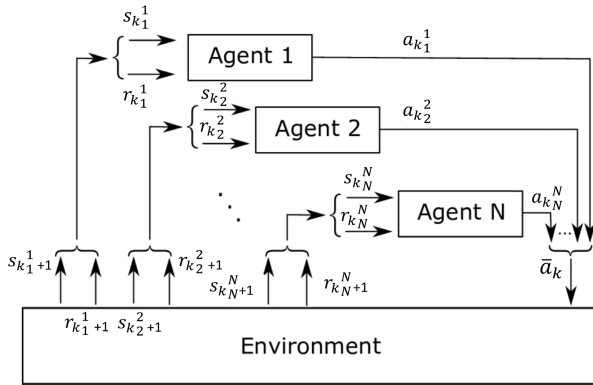 s_{k_1}^1
Agent 1
a_{k_1}^1
r_{k_1}^1
s_{k_2}^2
a_{k_2}^2
r_{k_2}^2
Agent 2
s_{k_N}^N
a_{k_N}^N
r_{k_N}^N
Agent N
...
s_{k_1+1}^1
r_{k_2+1}^2
s_{k_N+1}^N
r_{k_N+1}^N
ā_k
r_{k_1+1}^1
s_{k_2+1}^2
Environment